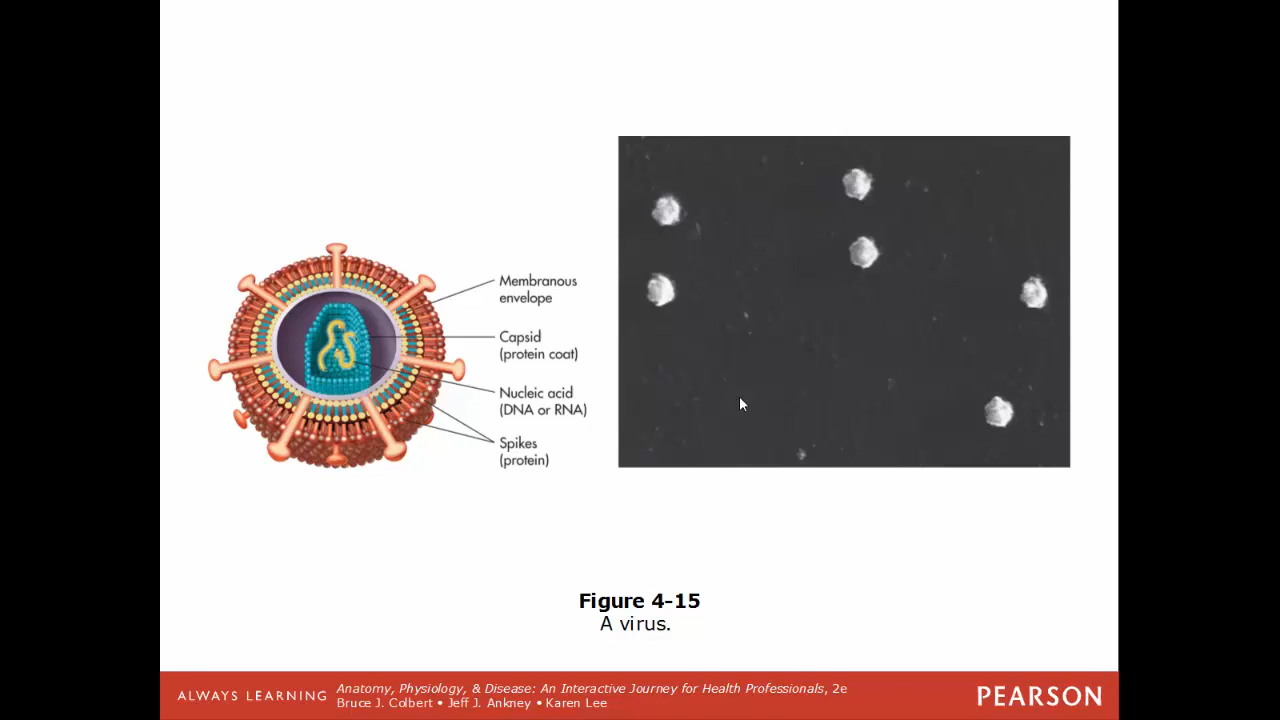 Membranous
envelope
Capsid
(protein coat)
Nucleic acid
(DNA or RNA)
Spikes
(protein)
Figure 4-15
A virus.
ALWAYS LEARNING
Anatomy, Physiology, & Disease: An Interactive Journey for Health Professionals, 2e
Bruce J. Colbert • Jeff J. Ankney • Karen Lee
PEARSON